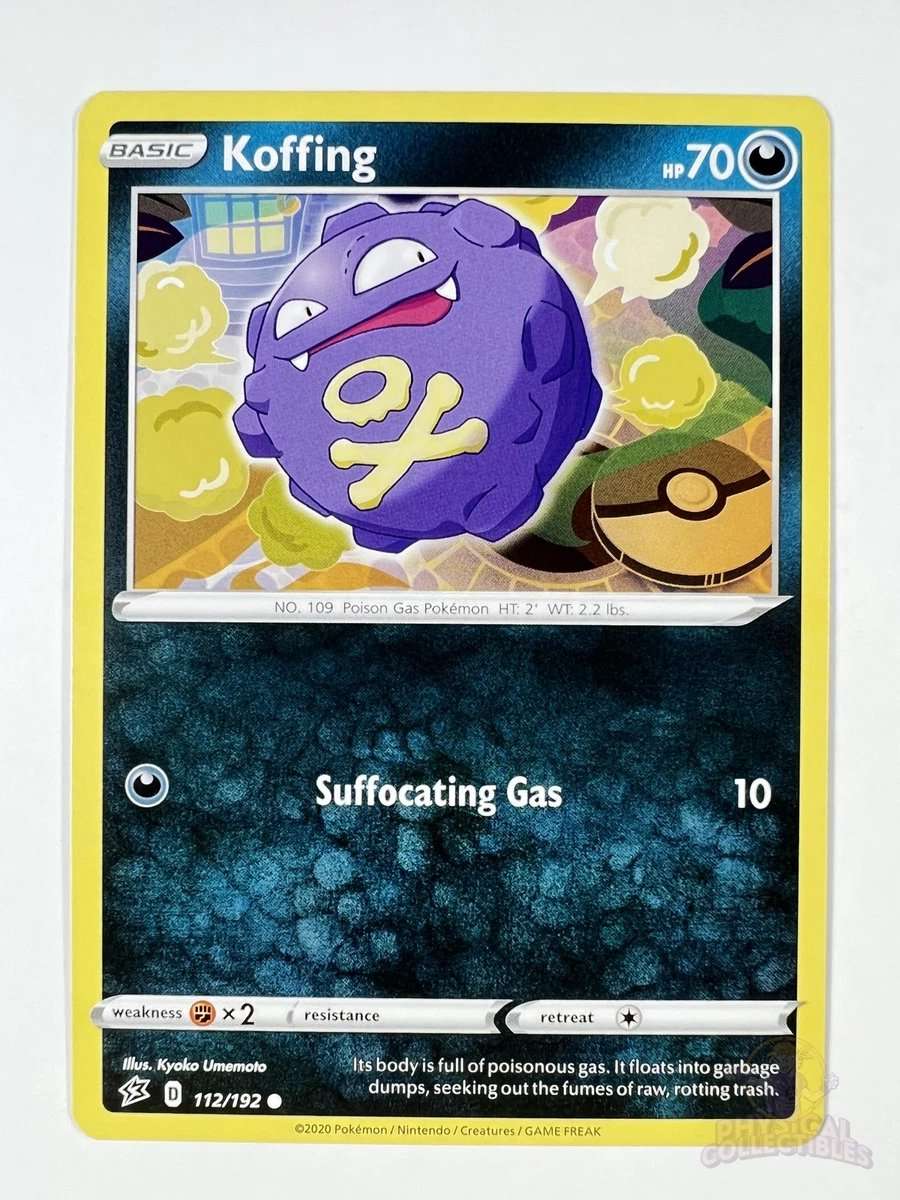 BASIC Koffing HP 70
NO. 109 Poison Gas Pokémon HT: 2' WT: 2.2 lbs.
Suffocating Gas 10
weakness ×2 resistance retreat
Illus. Kyoko Umemoto
D 112/192
Its body is full of poisonous gas. It floats into garbage
dumps, seeking out the fumes of raw, rotting trash.
©2020 Pokémon / Nintendo / Creatures / GAME FREAK
PHYSICAL
COLLECTIBLES